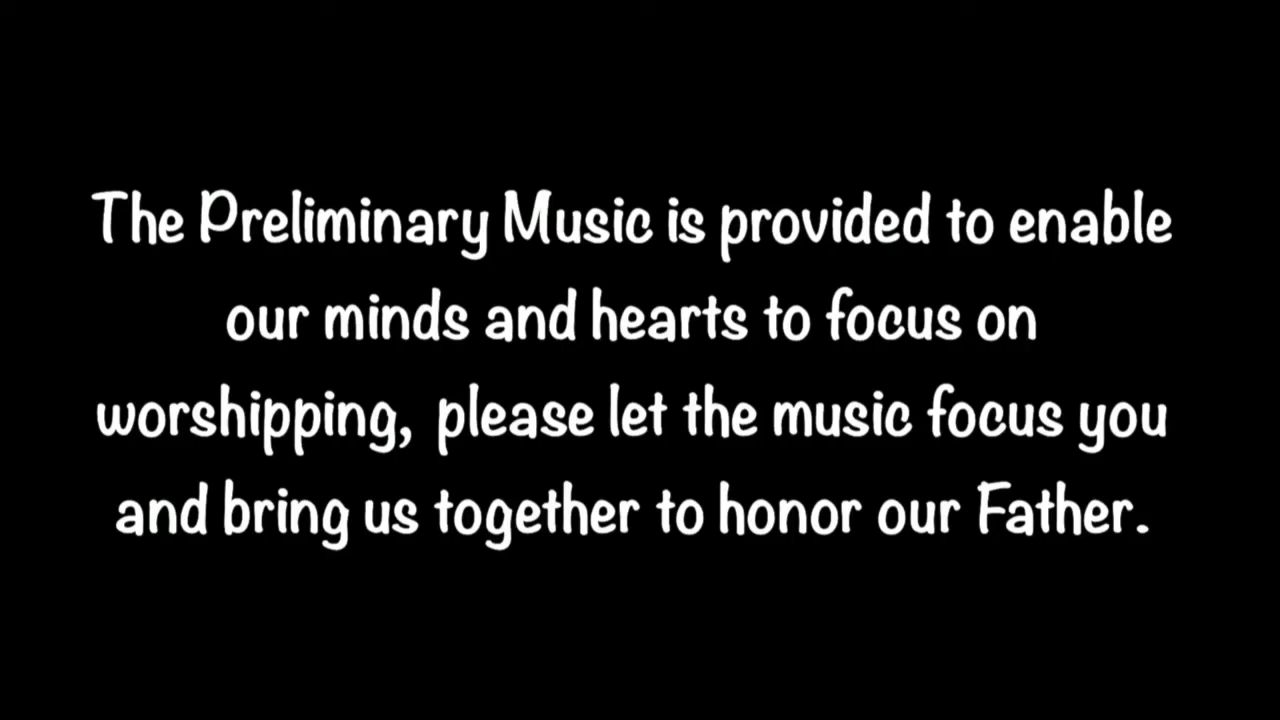 The Preliminary Music is provided to enable
our minds and hearts to focus on
worshipping, please let the music focus you
and bring us together to honor our Father.